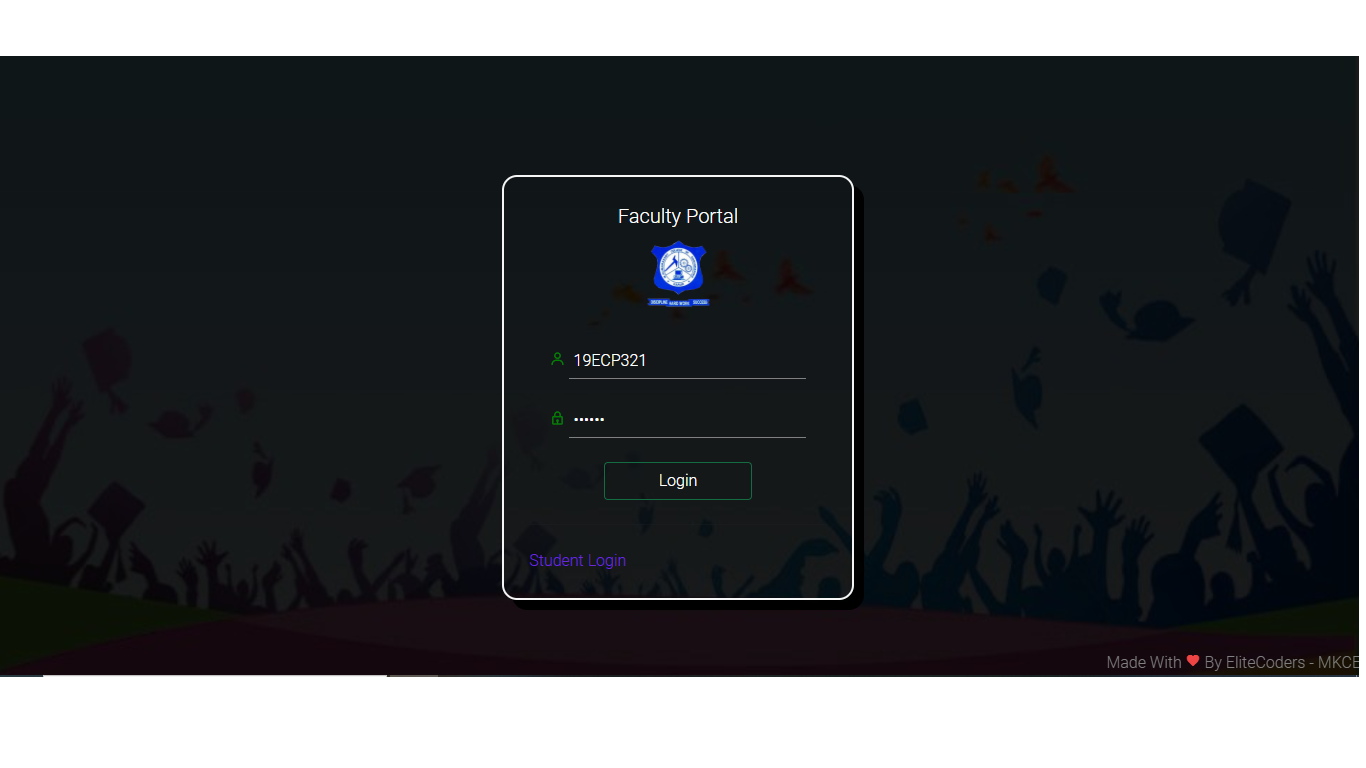 Faculty Portal
DISCIPLINE HARD WORK SUCCESS
19ECP321
••••••
Login
Student Login
Made With ❤ By EliteCoders - MKCE